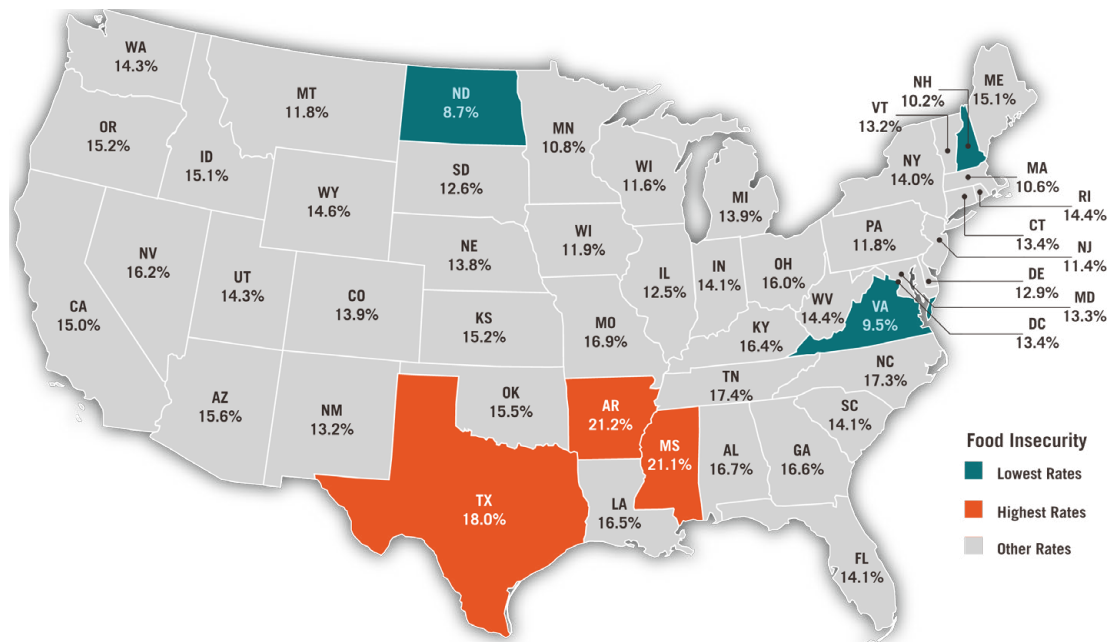 WA
14.3%
MT
11.8%
ND
8.7%
MN
10.8%
NH
10.2%
ME
15.1%
VT
13.2%
OR
15.2%
ID
15.1%
SD
12.6%
WI
11.6%
NY
14.0%
MA
10.6%
WY
14.6%
MI
13.9%
RI
14.4%
PA
11.8%
CT
13.4%
NV
16.2%
NE
13.8%
WI
11.9%
NJ
11.4%
UT
14.3%
IL
12.5%
IN
14.1%
OH
16.0%
DE
12.9%
CA
15.0%
CO
13.9%
WV
14.4%
VA
9.5%
MD
13.3%
KS
15.2%
MO
16.9%
KY
16.4%
DC
13.4%
NC
17.3%
TN
17.4%
AZ
15.6%
NM
13.2%
OK
15.5%
AR
21.2%
SC
14.1%
MS
21.1%
AL
16.7%
GA
16.6%
TX
18.0%
LA
16.5%
FL
14.1%
Food Insecurity
Lowest Rates
Highest Rates
Other Rates